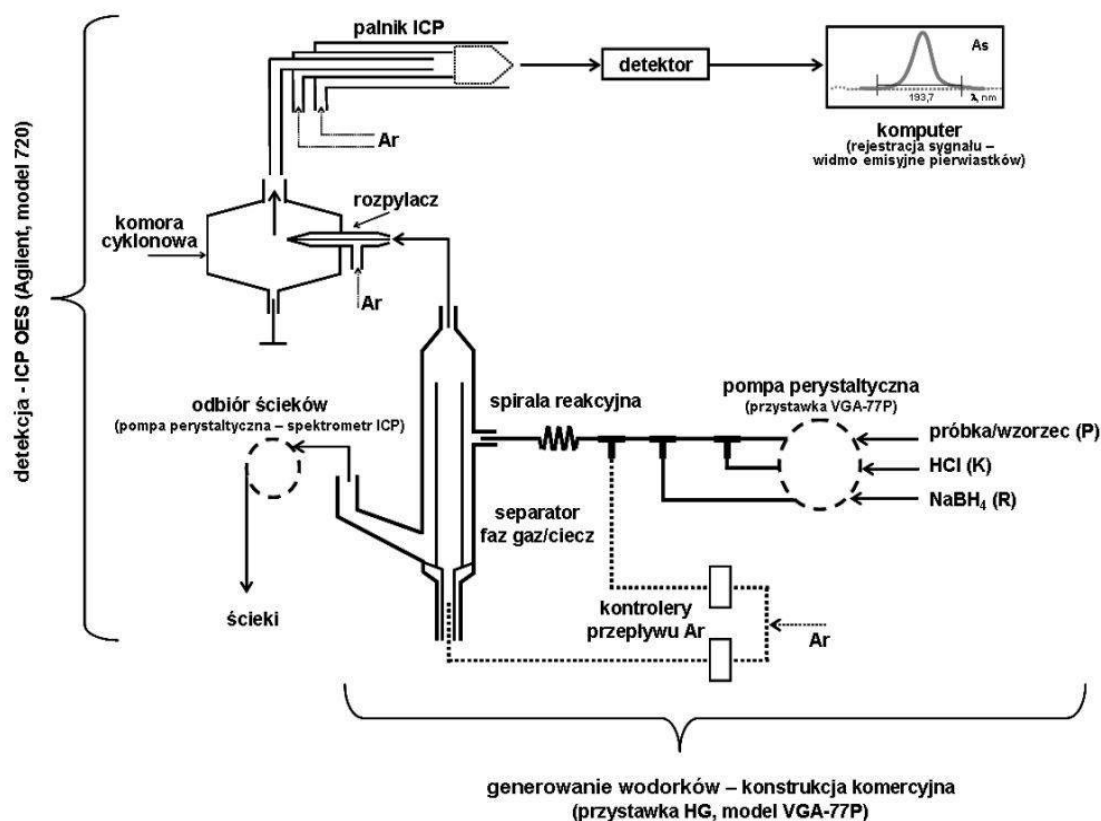 palnik ICP
detektor
As
193,7
λ, nm
komputer
(rejestracja sygnału –
widmo emisyjne pierwiastków)
Ar
rozpylacz
komora
cyklonowa
Ar
detekcja - ICP OES (Agilent, model 720)
odbiór ścieków
(pompa perystaltyczna – spektrometr ICP)
spirala reakcyjna
pompa perystaltyczna
(przystawka VGA-77P)
próbka/wzorzec (P)
HCl (K)
NaBH₄ (R)
separator
faz gaz/ciecz
ścieki
kontrolery
przepływu Ar
Ar
generowanie wodorków – konstrukcja komercyjna
(przystawka HG, model VGA-77P)